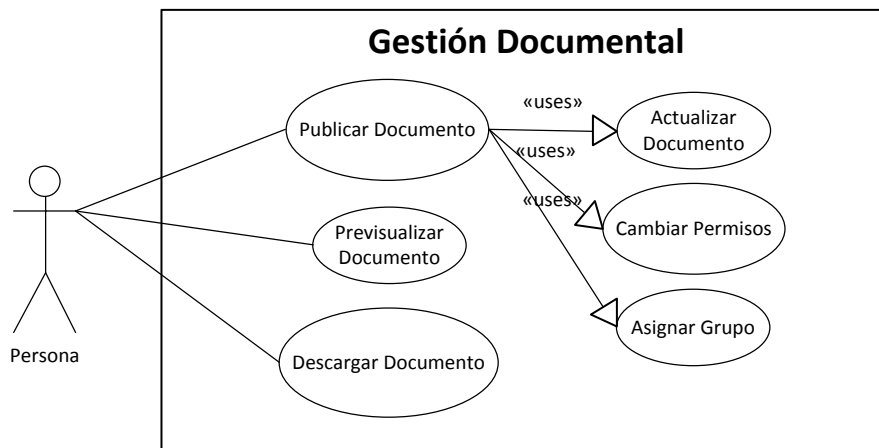 Gestión Documental
Publicar Documento
«uses»
Actualizar
Documento
«uses»
«uses»
Cambiar Permisos
Previsualizar
Documento
Asignar Grupo
Descargar Documento
Persona